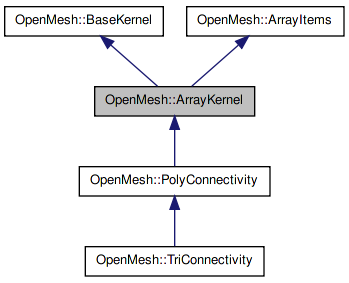 OpenMesh::BaseKernel
OpenMesh::ArrayItems
OpenMesh::ArrayKernel
OpenMesh::PolyConnectivity
OpenMesh::TriConnectivity